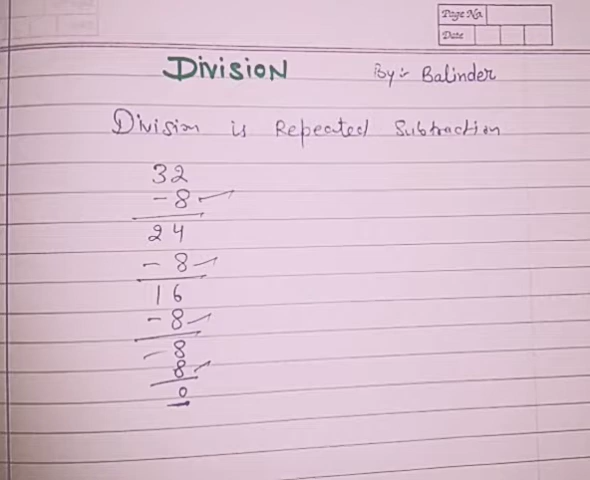 Page No.
Date
DIVISION By:- Balinder
Division is Repeated Subtraction
32
- 8
24
- 8
16
- 8
- 8
8
0